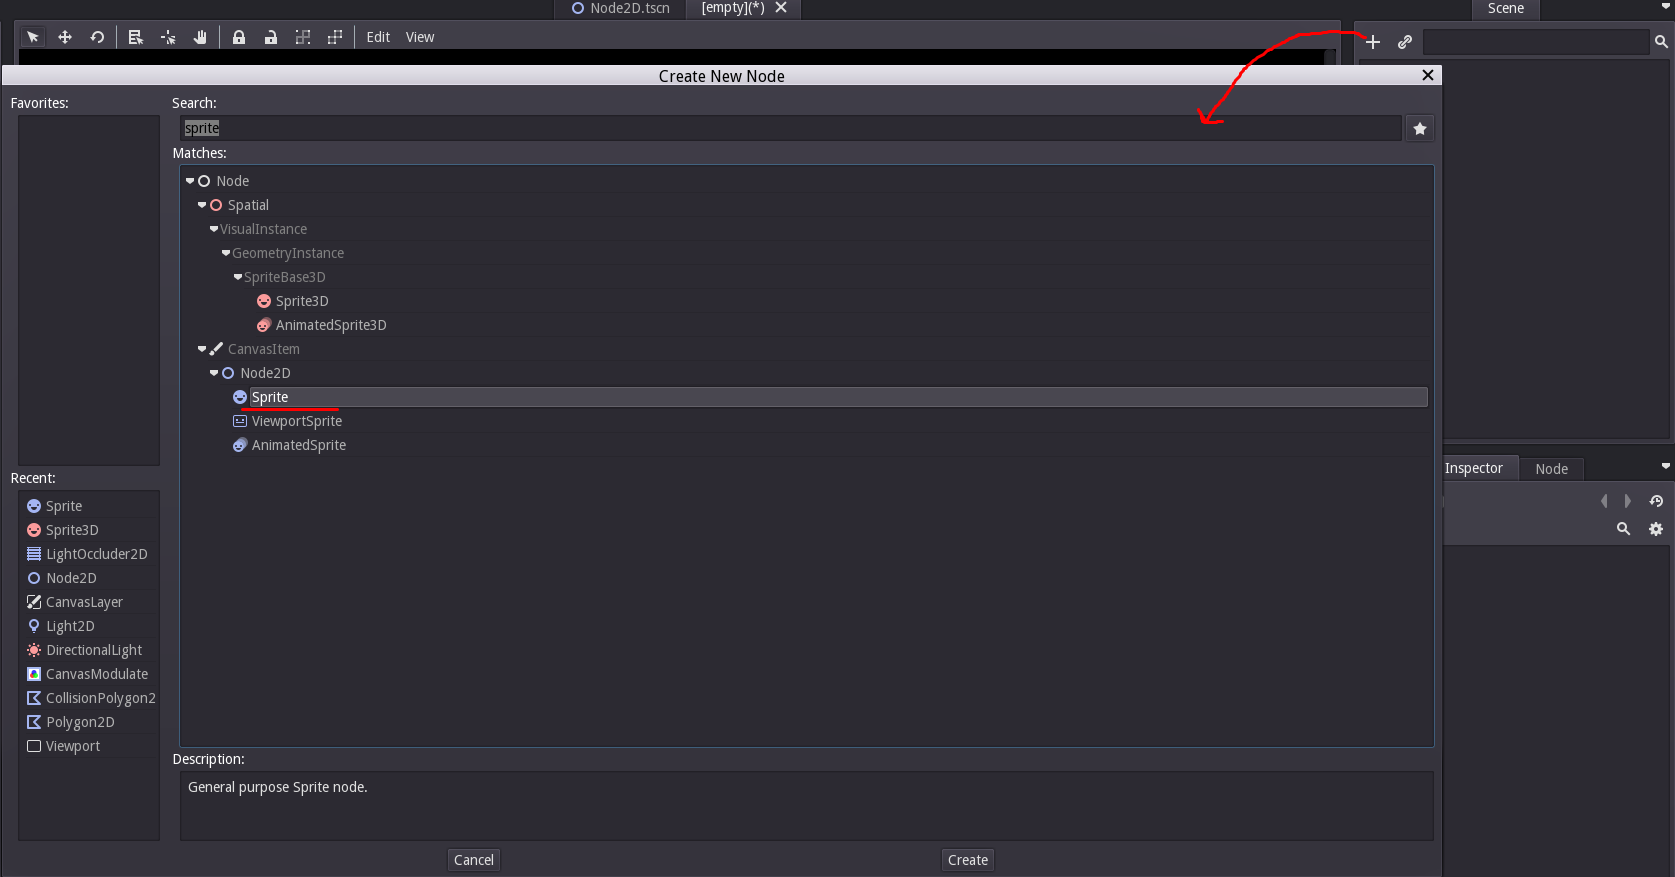 Node2D.tscn [empty](*) Scene
Edit View
Create New Node
Favorites: Search:
sprite
Matches:
Node
Spatial
VisualInstance
GeometryInstance
SpriteBase3D
Sprite3D
AnimatedSprite3D
CanvasItem
Node2D
Sprite
ViewportSprite
AnimatedSprite
Inspector Node
Recent:
Sprite
Sprite3D
LightOccluder2D
Node2D
CanvasLayer
Light2D
DirectionalLight
CanvasModulate
CollisionPolygon2
Polygon2D
Viewport
Description:
General purpose Sprite node.
Cancel Create